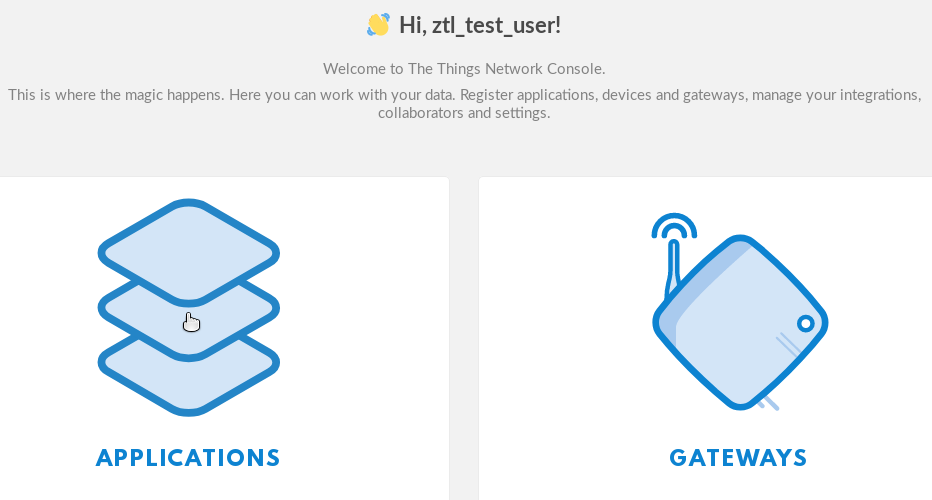 Hi, ztl_test_user!
Welcome to The Things Network Console.
This is where the magic happens. Here you can work with your data. Register applications, devices and gateways, manage your integrations,
collaborators and settings.
APPLICATIONS
GATEWAYS